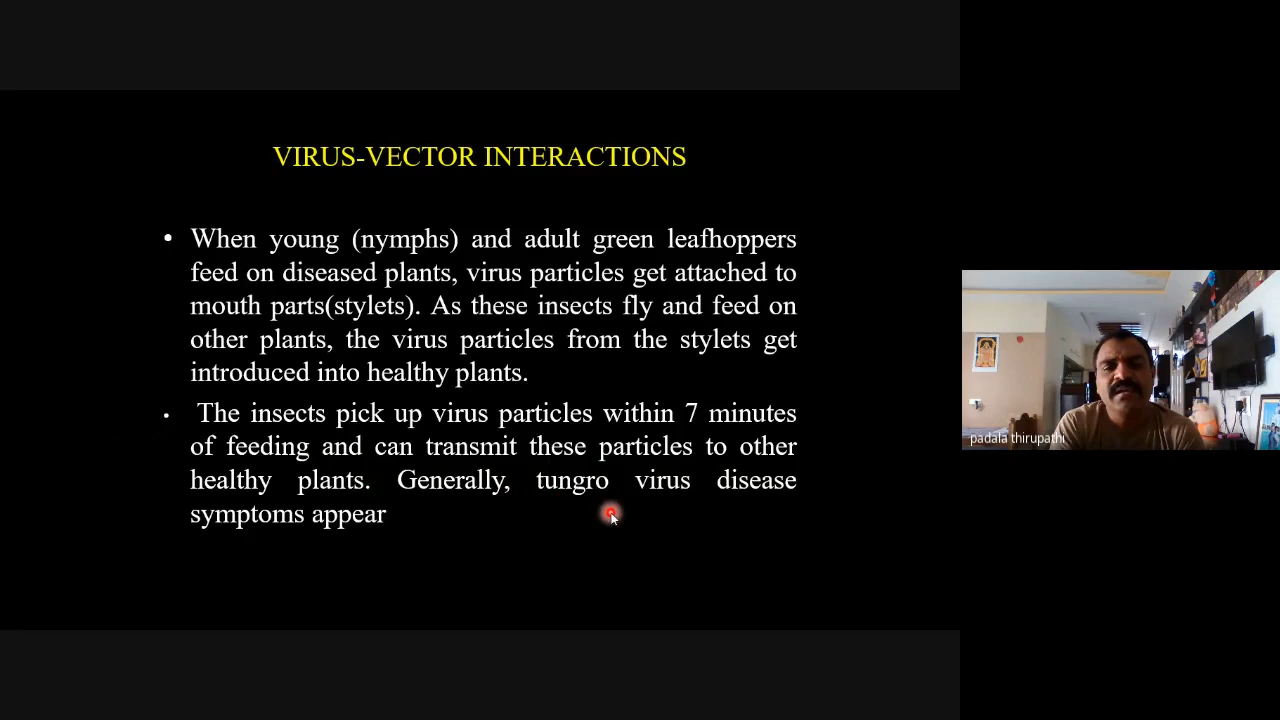 VIRUS-VECTOR INTERACTIONS
• When young (nymphs) and adult green leafhoppers
feed on diseased plants, virus particles get attached to
mouth parts(stylets). As these insects fly and feed on
other plants, the virus particles from the stylets get
introduced into healthy plants.
• The insects pick up virus particles within 7 minutes
of feeding and can transmit these particles to other
healthy plants. Generally, tungro virus disease
symptoms appear
padala thirupathi